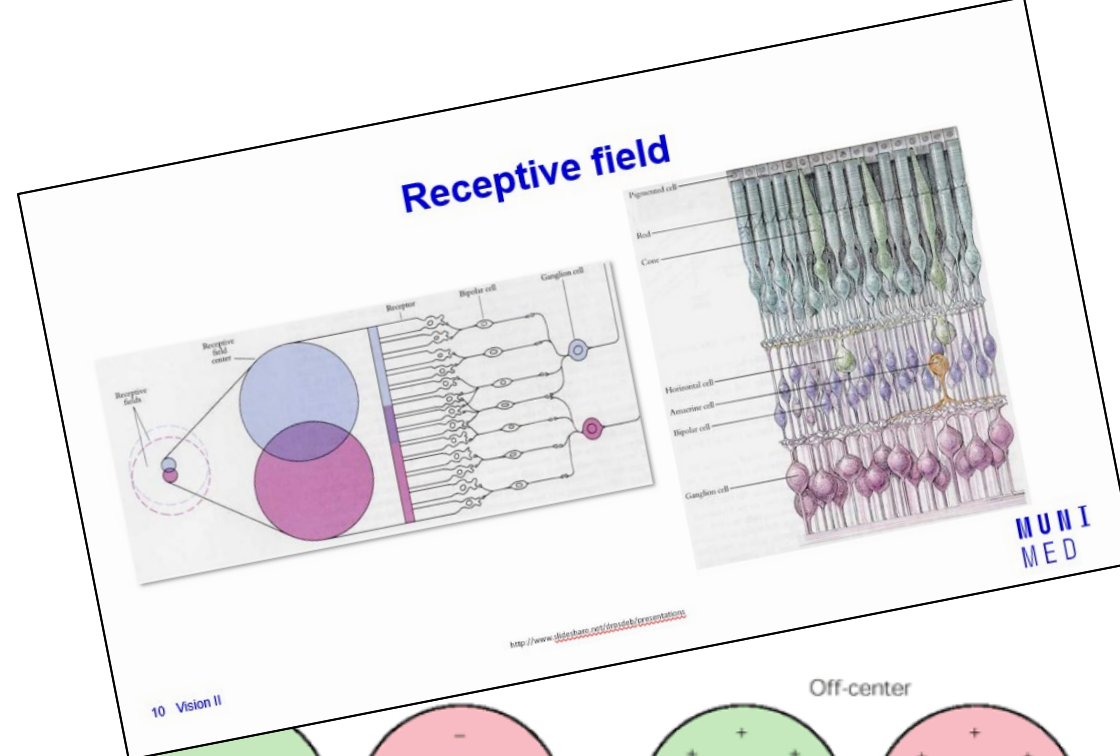 Receptive field
Pigmented cell
Rod
Cone
Horizontal cell
Amacrine cell
Bipolar cell
Ganglion cell
Receptive
fields
Receptive
field
center
Receptor
Bipolar cell
Ganglion cell
MUNI
MED
http://www.slideshare.net/drpsdeb/presentations
10 Vision II
Off-center
−
+
+
+
+
+
+